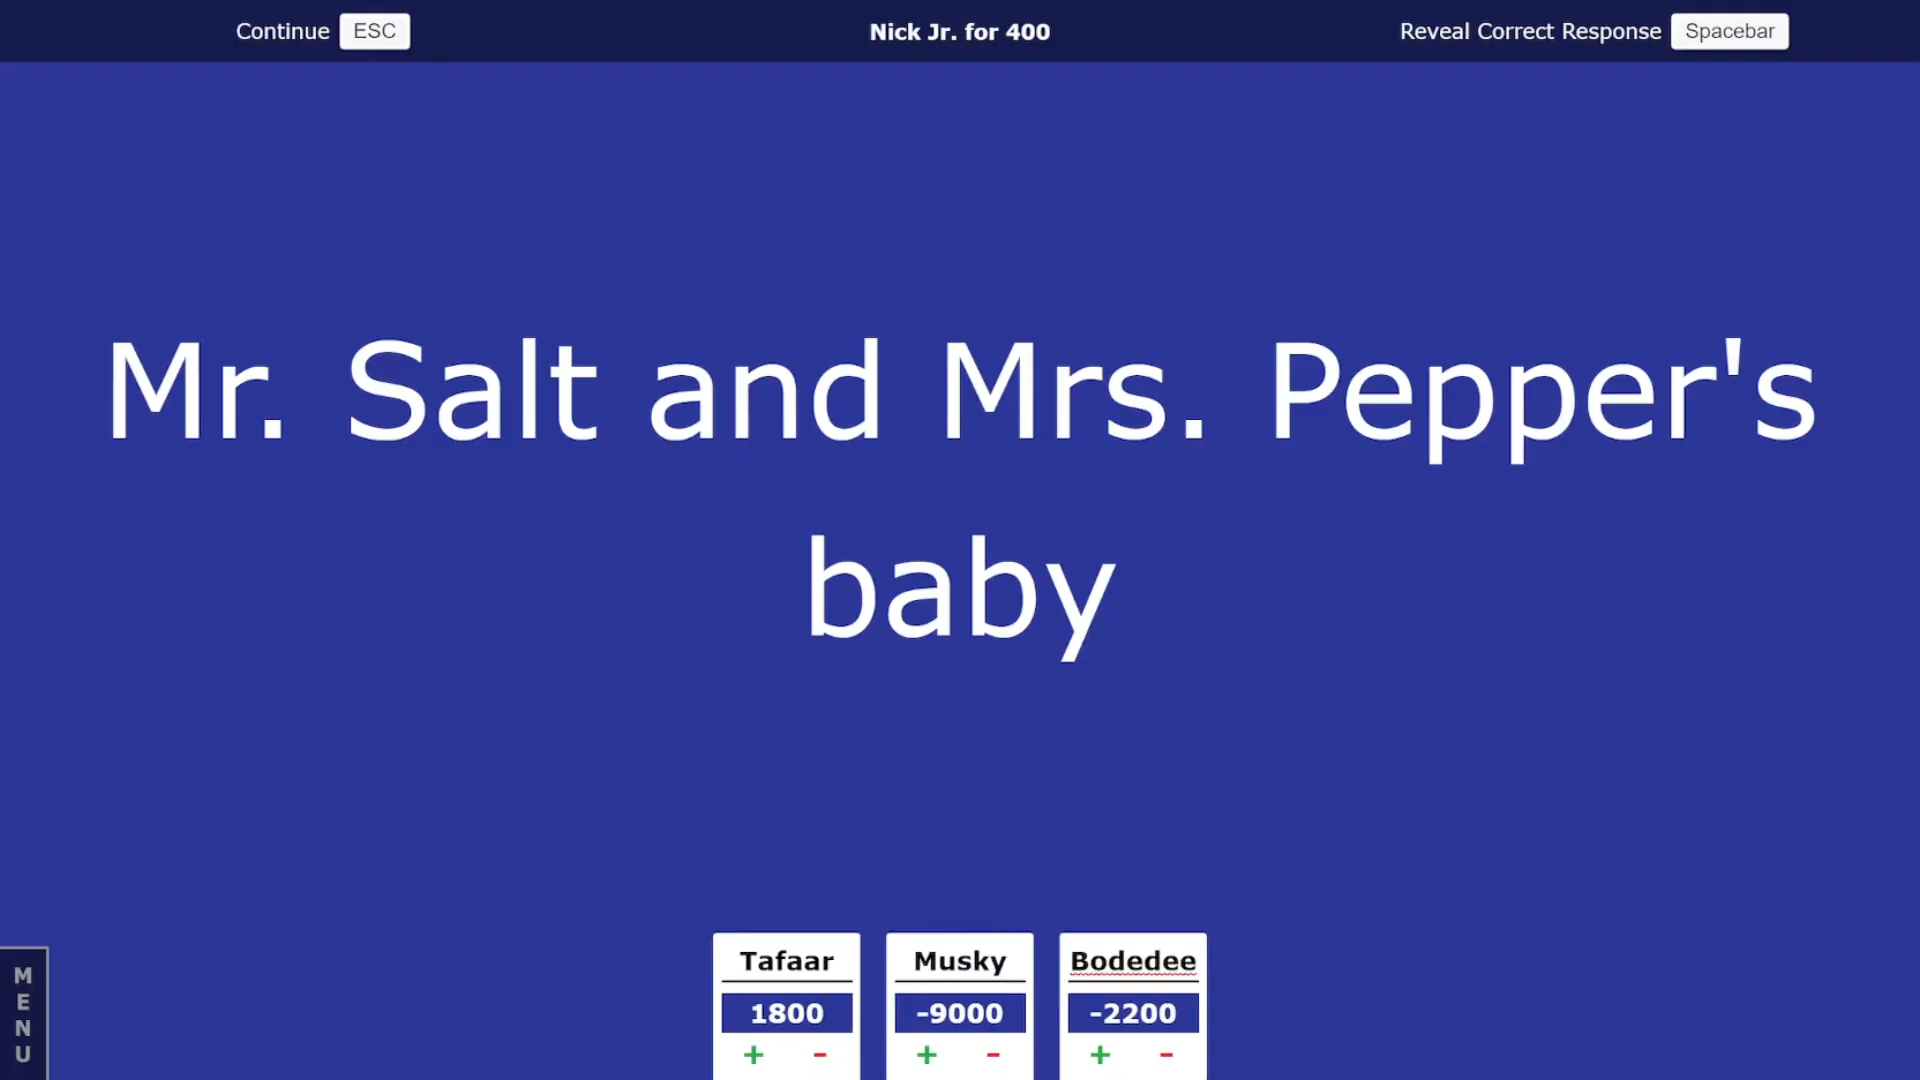 Continue ESC Nick Jr. for 400 Reveal Correct Response Spacebar
Mr. Salt and Mrs. Pepper's
baby
MENU
Tafaar Musky Bodedee
1800 -9000 -2200
+ - + - + -